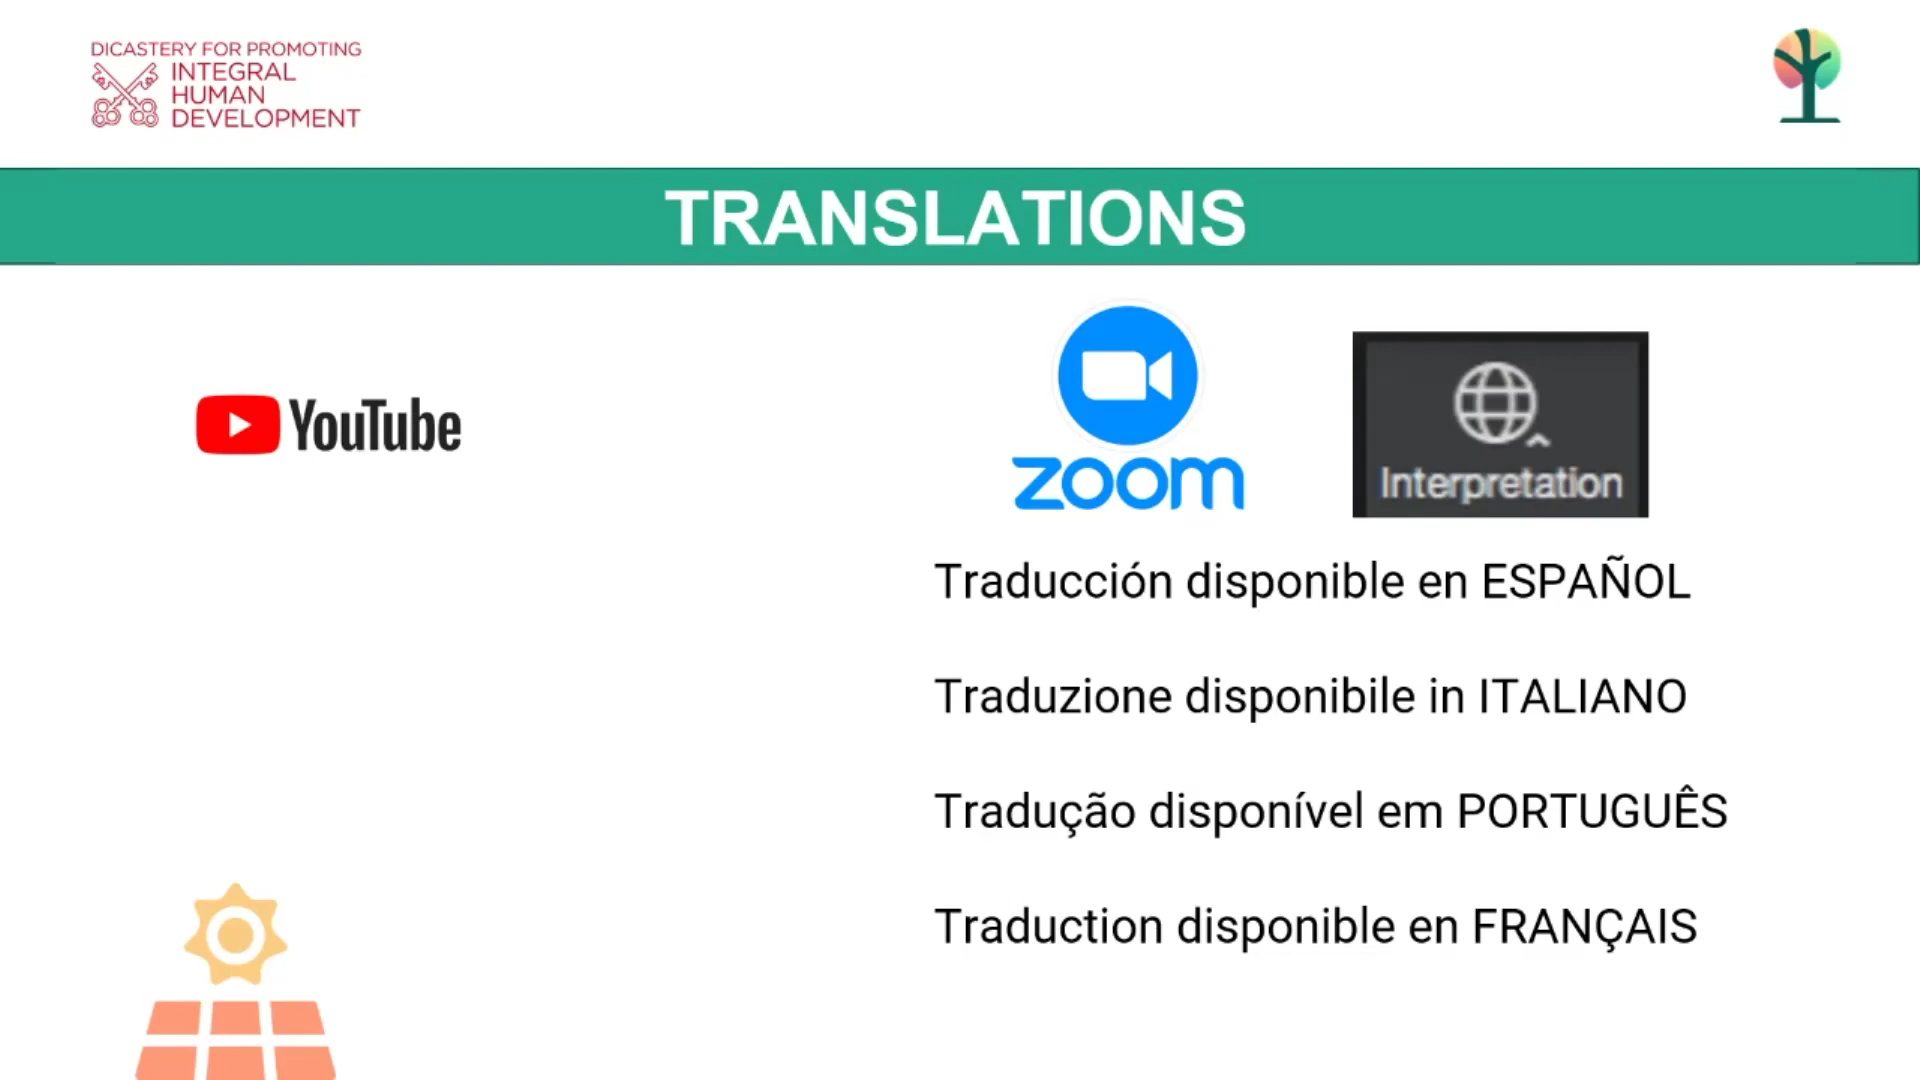 DICASTERY FOR PROMOTING
INTEGRAL
HUMAN
DEVELOPMENT
TRANSLATIONS
YouTube
zoom
Interpretation
Traducción disponible en ESPAÑOL
Traduzione disponibile in ITALIANO
Tradução disponível em PORTUGUÊS
Traduction disponible en FRANÇAIS